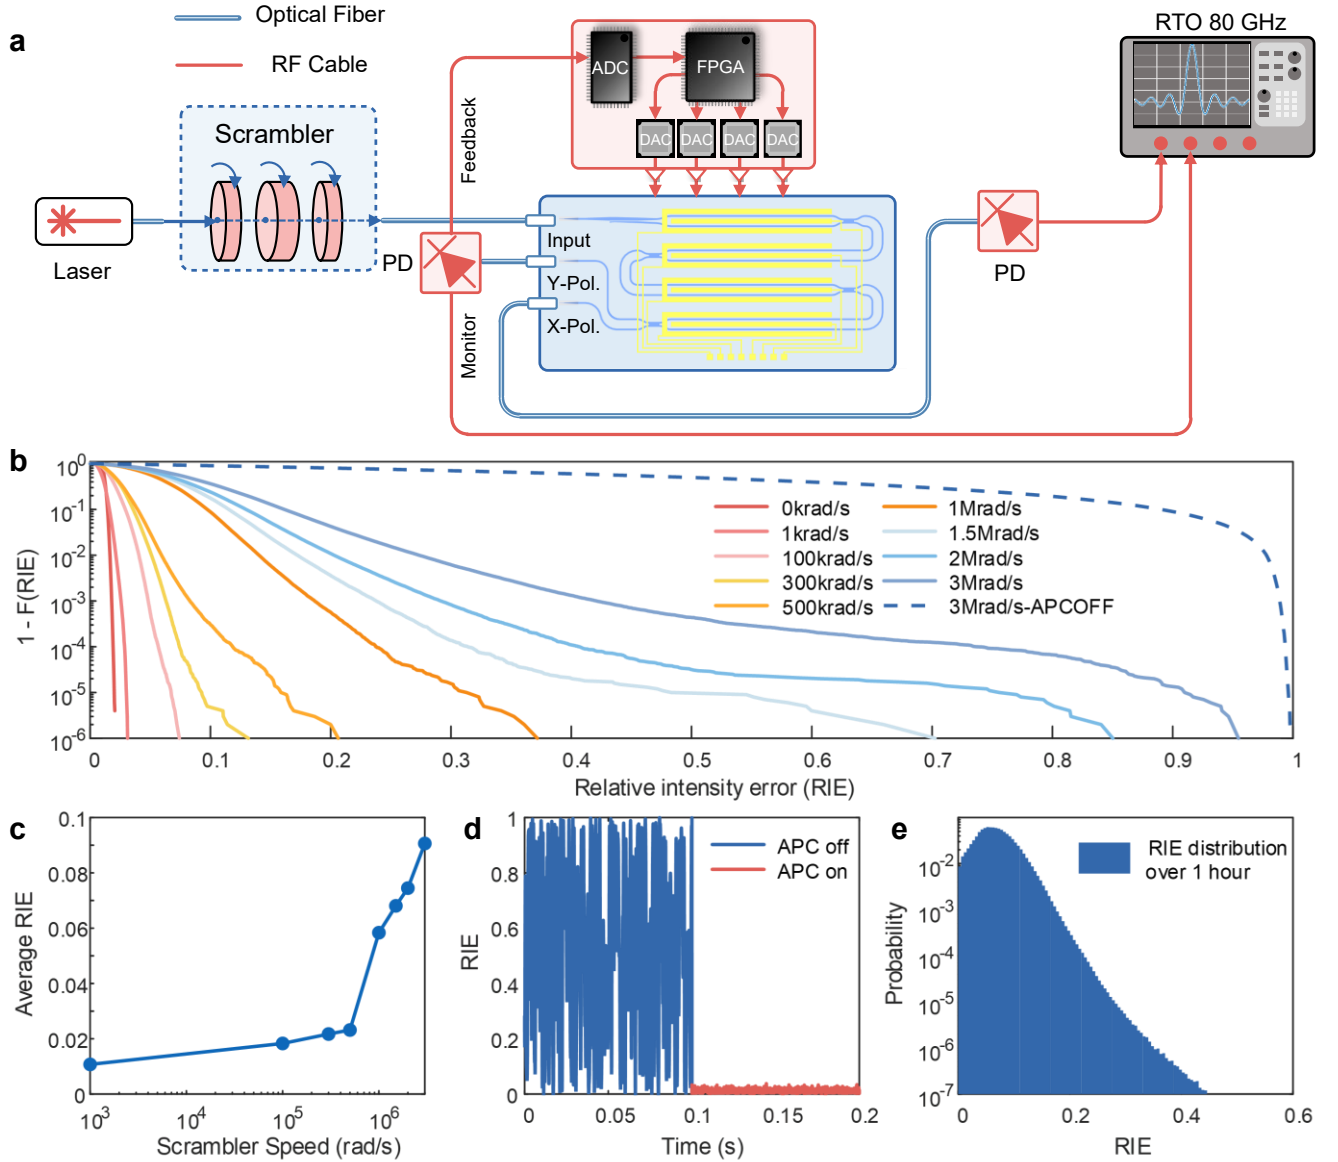 a
Optical Fiber
RF Cable
RTO 80 GHz
Scrambler
Laser
Feedback
ADC
FPGA
DAC
DAC
DAC
DAC
PD
Monitor
Input
Y-Pol.
X-Pol.
PD
b
1 - F(RIE)
10^0
10^-1
10^-2
10^-3
10^-4
10^-5
10^-6
0krad/s
1krad/s
100krad/s
300krad/s
500krad/s
1Mrad/s
1.5Mrad/s
2Mrad/s
3Mrad/s
3Mrad/s-APCOFF
0 0.1 0.2 0.3 0.4 0.5 0.6 0.7 0.8 0.9 1
Relative intensity error (RIE)
c
Average RIE
0.1
0.08
0.06
0.04
0.02
0
10^3 10^4 10^5 10^6
Scrambler Speed (rad/s)
d
RIE
1
0.8
0.6
0.4
0.2
0
APC off
APC on
0 0.05 0.1 0.15 0.2
Time (s)
e
Probability
10^-2
10^-3
10^-4
10^-5
10^-6
10^-7
RIE distribution
over 1 hour
0 0.2 0.4 0.6
RIE